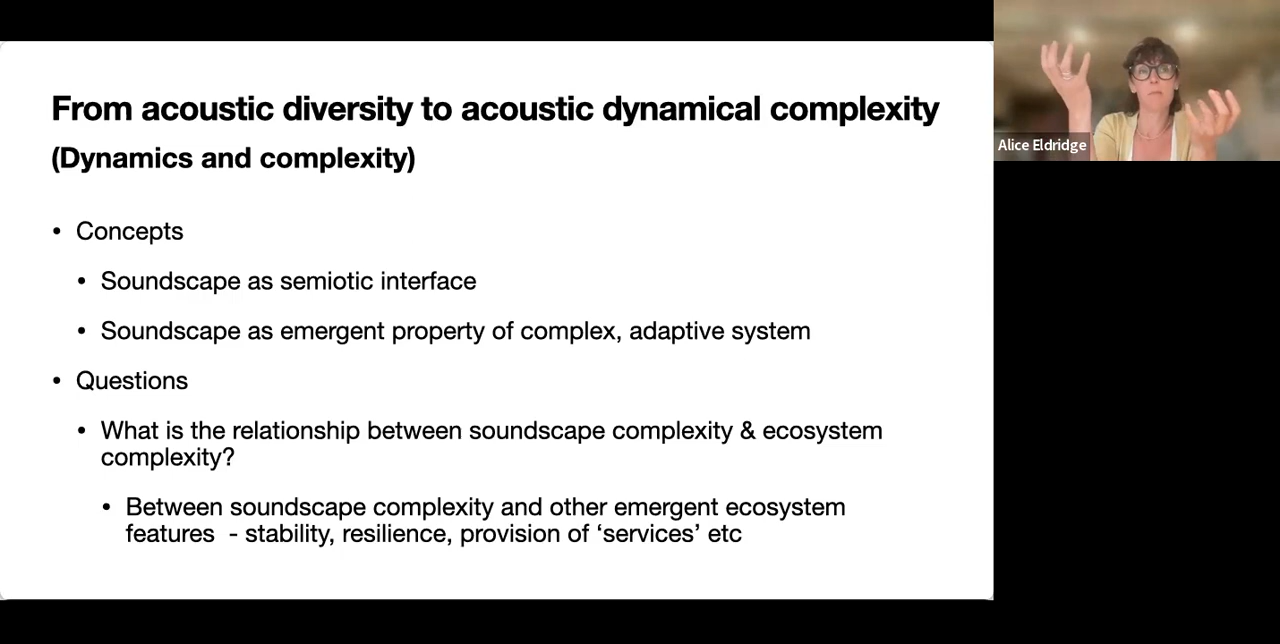 From acoustic diversity to acoustic dynamical complexity
(Dynamics and complexity)
• Concepts
• Soundscape as semiotic interface
• Soundscape as emergent property of complex, adaptive system
• Questions
• What is the relationship between soundscape complexity & ecosystem
complexity?
• Between soundscape complexity and other emergent ecosystem
features - stability, resilience, provision of ‘services’ etc
Alice Eldridge